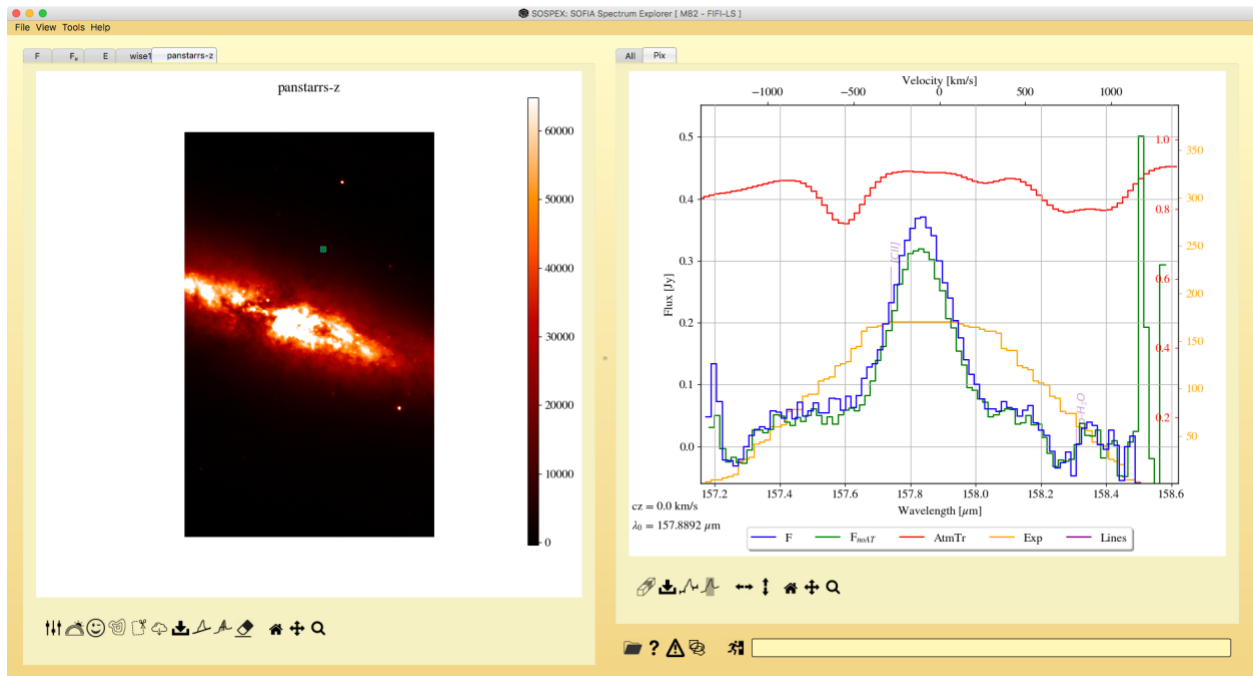 SOSPEX: SOFIA Spectrum Explorer [ M82 - FIFI-LS ]
File View Tools Help
F Fᵤ E wise1 panstarrs-z
panstarrs-z
60000
50000
40000
30000
20000
10000
0
All Pix
Velocity [km/s]
−1000 −500 0 500 1000
Flux [Jy]
0.5
0.4
0.3
0.2
0.1
0.0
1.0
0.8
0.6
0.4
0.2
350
300
250
200
150
100
50
[CII]
157.2 157.4 157.6 157.8 158.0 158.2 158.4 158.6
Wavelength [μm]
cz = 0.0 km/s
λ₀ = 157.8892 μm
F FnoAT AtmTr Exp Lines